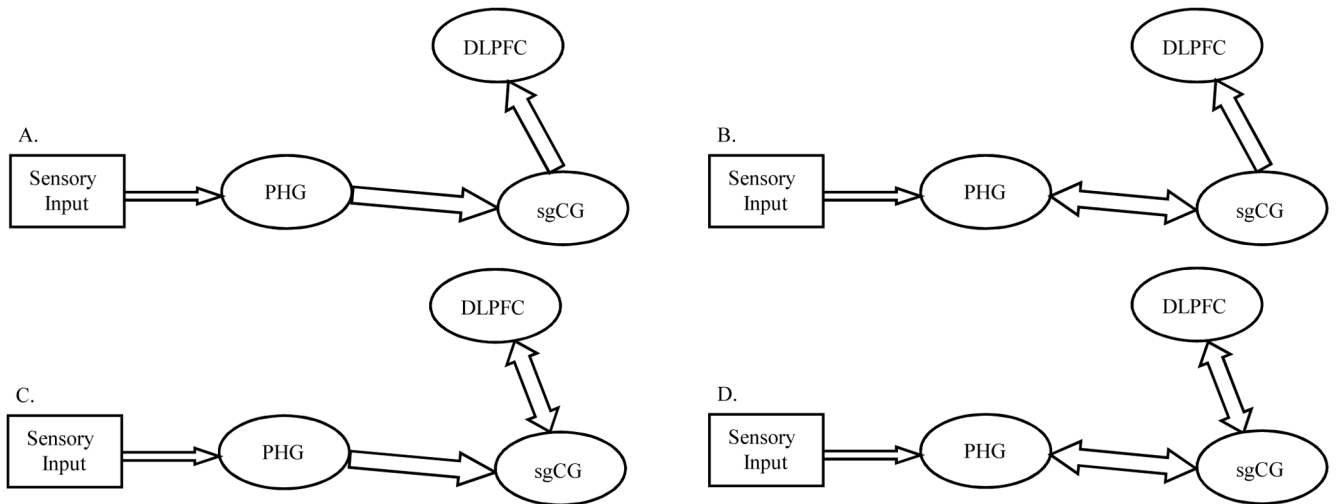 DLPFC
A.
Sensory
Input
PHG
sgCG
DLPFC
B.
Sensory
Input
PHG
sgCG
DLPFC
C.
Sensory
Input
PHG
sgCG
DLPFC
D.
Sensory
Input
PHG
sgCG